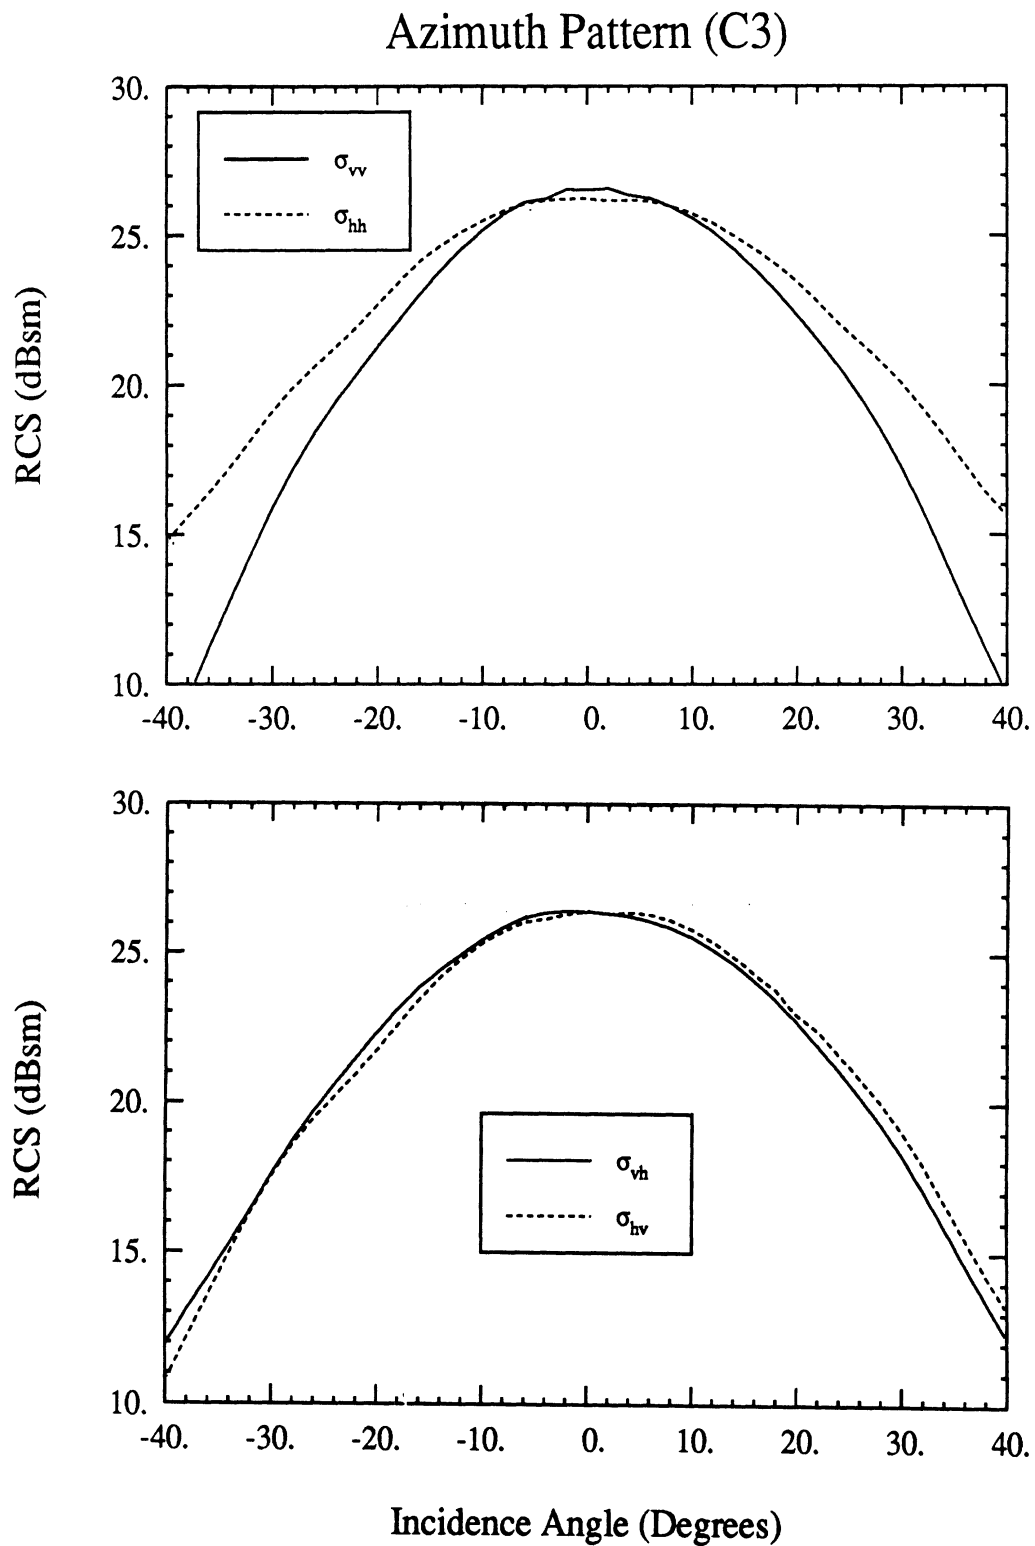 Azimuth Pattern (C3)
30.
25.
20.
15.
10.
RCS (dBsm)
σvv
σhh
-40. -30. -20. -10. 0. 10. 20. 30. 40.
30.
25.
20.
15.
10.
RCS (dBsm)
σvh
σhv
-40. -30. -20. -10. 0. 10. 20. 30. 40.
Incidence Angle (Degrees)